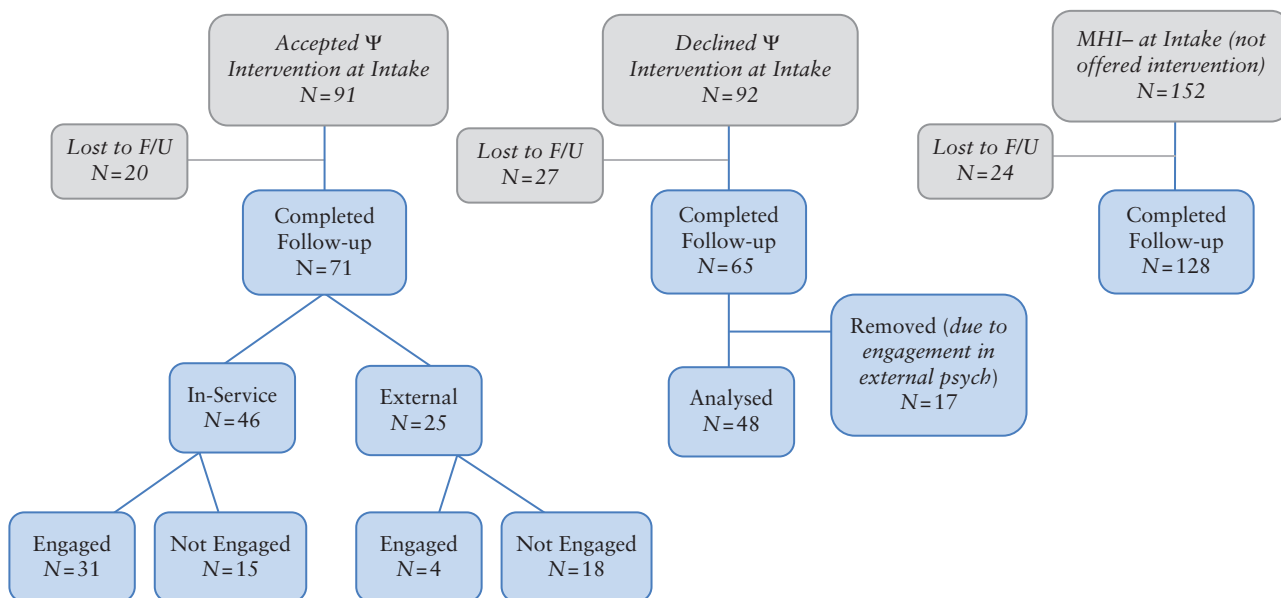 Accepted Ψ
Intervention at Intake
N=91
Declined Ψ
Intervention at Intake
N=92
MHI– at Intake (not
offered intervention)
N=152
Lost to F/U
N=20
Lost to F/U
N=27
Lost to F/U
N=24
Completed
Follow-up
N=71
Completed
Follow-up
N=65
Completed
Follow-up
N=128
Removed (due to
engagement in
external psych)
N=17
In-Service
N=46
External
N=25
Analysed
N=48
Engaged
N=31
Not Engaged
N=15
Engaged
N=4
Not Engaged
N=18